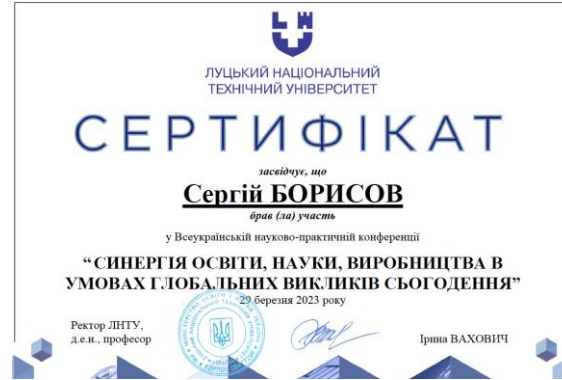 ЛУЦЬКИЙ НАЦІОНАЛЬНИЙ
ТЕХНІЧНИЙ УНІВЕРСИТЕТ
СЕРТИФІКАТ
засвідчує, що
Сергій БОРИСОВ
брав (ла) участь
у Всеукраїнській науково-практичній конференції
“СИНЕРГІЯ ОСВІТИ, НАУКИ, ВИРОБНИЦТВА В
УМОВАХ ГЛОБАЛЬНИХ ВИКЛИКІВ СЬОГОДЕННЯ”
29 березня 2023 року
Ректор ЛНТУ,
д.е.н., професор
Ірина ВАХОВИЧ